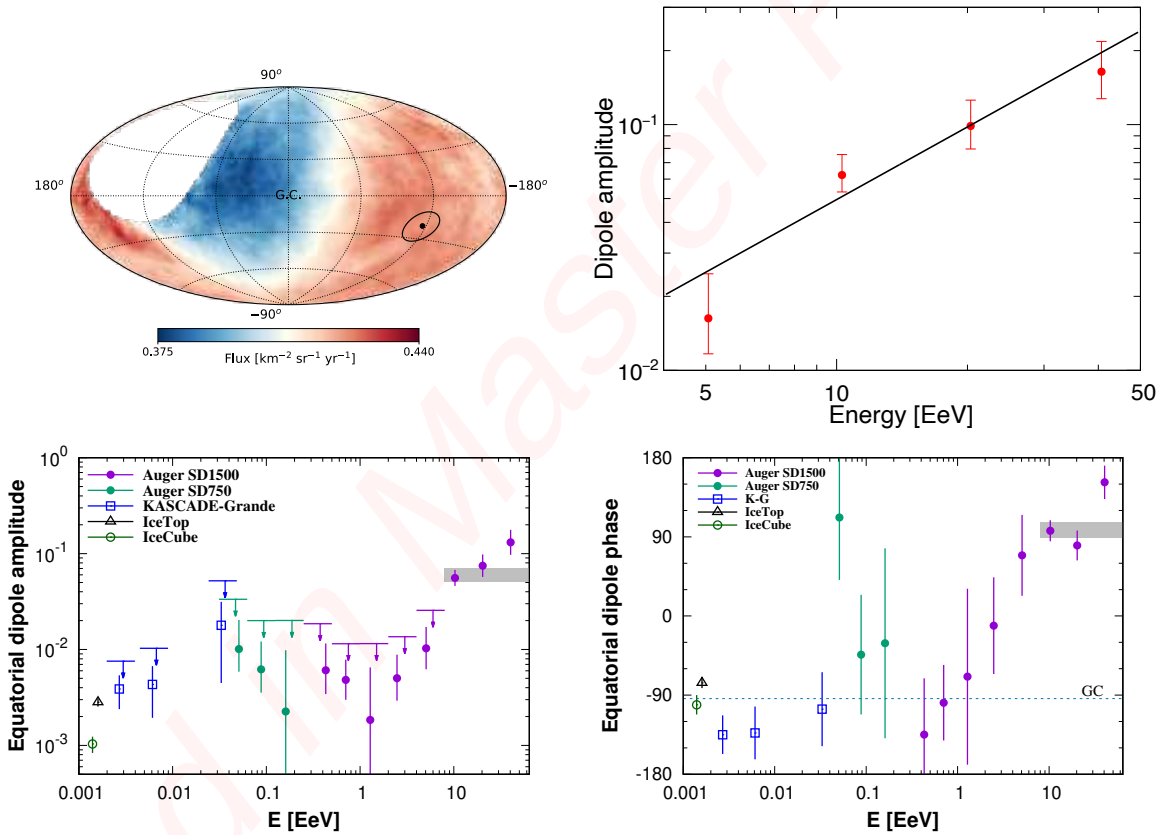 90°
180°
G.C.
−180°
−90°
0.375
0.440
Flux [km⁻² sr⁻¹ yr⁻¹]
Dipole amplitude
10⁻¹
10⁻²
5
10
20
50
Energy [EeV]
Equatorial dipole amplitude
10⁰
10⁻¹
10⁻²
10⁻³
Auger SD1500
Auger SD750
KASCADE-Grande
IceTop
IceCube
0.001
0.01
0.1
1
10
E [EeV]
Equatorial dipole phase
180
90
0
-90
-180
Auger SD1500
Auger SD750
K-G
IceTop
IceCube
GC
0.001
0.01
0.1
1
10
E [EeV]
d in Master